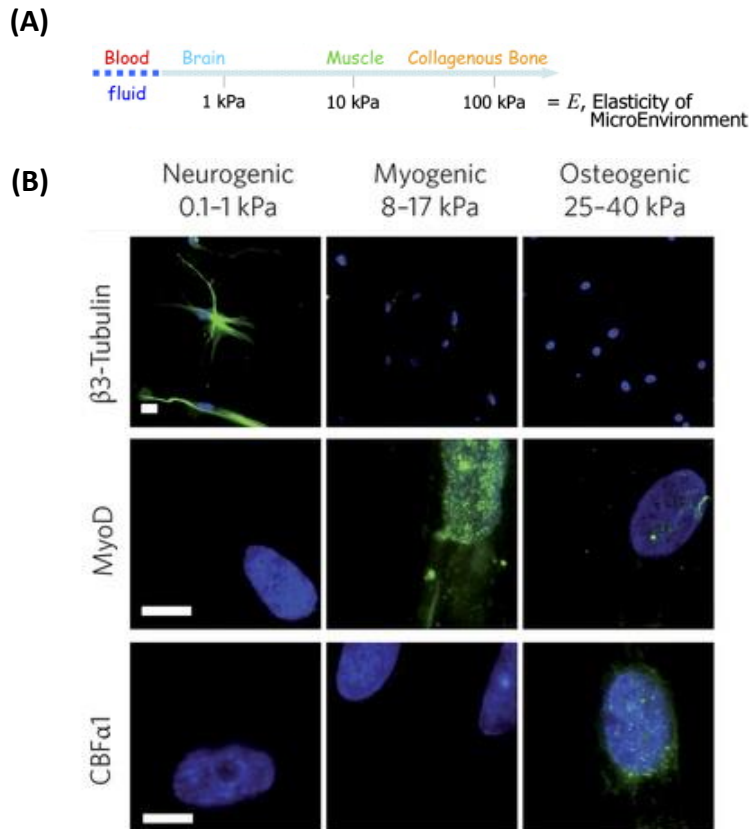 (A)
Blood Brain Muscle Collagenous Bone
fluid 1 kPa 10 kPa 100 kPa = E, Elasticity of
MicroEnvironment
(B)
Neurogenic Myogenic Osteogenic
0.1–1 kPa 8–17 kPa 25–40 kPa
β3-Tubulin
MyoD
CBFα1